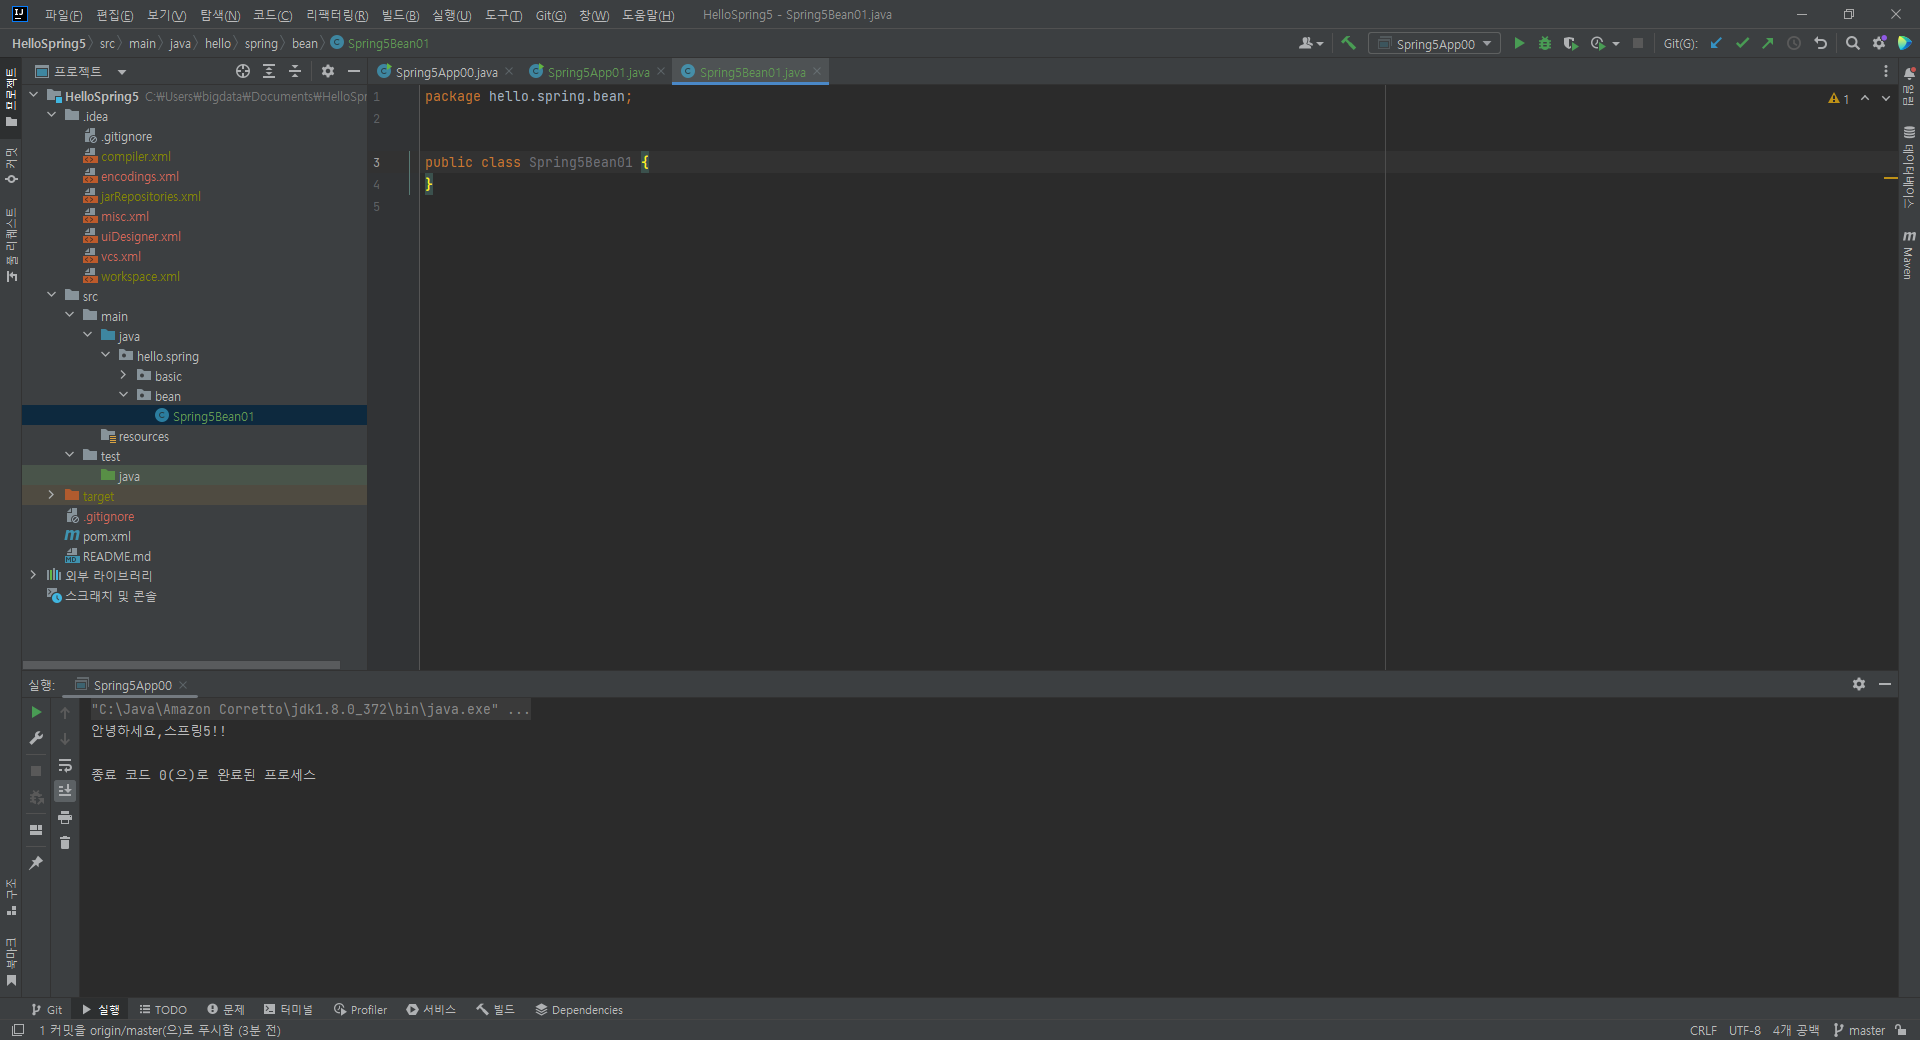 파일(F) 편집(E) 보기(V) 탐색(N) 코드(C) 리팩터링(R) 빌드(B) 실행(U) 도구(T) Git(G) 창(W) 도움말(H) HelloSpring5 - Spring5Bean01.java
HelloSpring5 src main java hello spring bean Spring5Bean01
Spring5App00
Git(G):
프로젝트
Spring5App00.java
Spring5App01.java
Spring5Bean01.java
HelloSpring5 C:₩Users₩bigdata₩Documents₩HelloSpr
.idea
.gitignore
compiler.xml
encodings.xml
jarRepositories.xml
misc.xml
uiDesigner.xml
vcs.xml
workspace.xml
src
main
java
hello.spring
basic
bean
Spring5Bean01
resources
test
java
target
.gitignore
pom.xml
README.md
외부 라이브러리
스크래치 및 콘솔
1 package hello.spring.bean;
2
3 public class Spring5Bean01 {
4 }
5
1
프로젝트
커밋
풀 리퀘스트
구조
북마크
알림
데이터베이스
Maven
실행: Spring5App00
"C:\Java\Amazon Corretto\jdk1.8.0_372\bin\java.exe" ...
안녕하세요,스프링5!!
종료 코드 0(으)로 완료된 프로세스
Git 실행 TODO 문제 터미널 Profiler 서비스 빌드 Dependencies
1 커밋을 origin/master(으)로 푸시함 (3분 전)
CRLF UTF-8 4개 공백 master